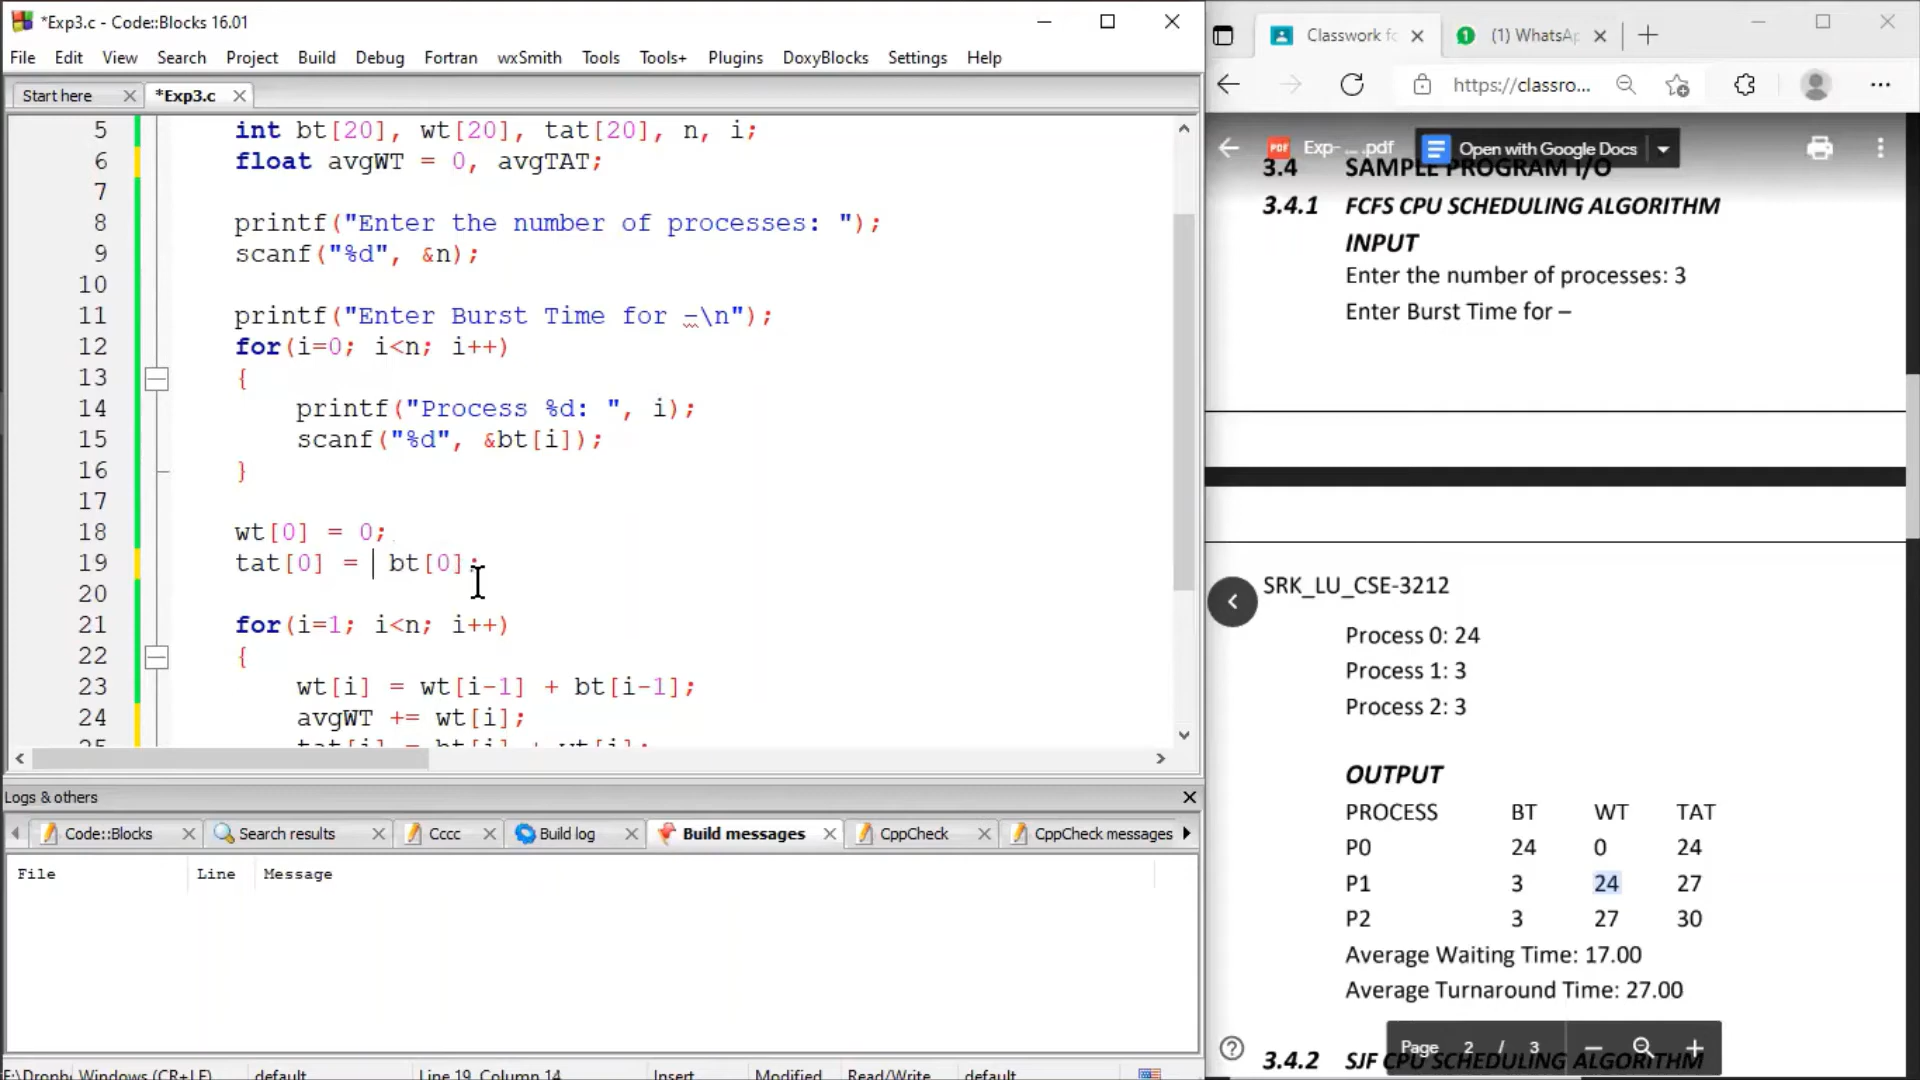 *Exp3.c - Code::Blocks 16.01
File Edit View Search Project Build Debug Fortran wxSmith Tools Tools+ Plugins DoxyBlocks Settings Help
Start here
*Exp3.c
5 int bt[20], wt[20], tat[20], n, i;
6 float avgWT = 0, avgTAT;
7
8 printf("Enter the number of processes: ");
9 scanf("%d", &n);
10
11 printf("Enter Burst Time for –\n");
12 for(i=0; i<n; i++)
13 {
14 printf("Process %d: ", i);
15 scanf("%d", &bt[i]);
16 }
17
18 wt[0] = 0;
19 tat[0] = bt[0];
20
21 for(i=1; i<n; i++)
22 {
23 wt[i] = wt[i-1] + bt[i-1];
24 avgWT += wt[i];
25 tat[i] = bt[i] + wt[i];
Logs & others
Code::Blocks
Search results
Cccc
Build log
Build messages
CppCheck
CppCheck messages
File Line Message
Windows (CR+LF) default Line 19, Column 14 Insert Modified Read/Write default
Classwork fo
(1) WhatsAp
https://classro...
Exp- ... .pdf
Open with Google Docs
3.4 SAMPLE PROGRAM I/O
3.4.1 FCFS CPU SCHEDULING ALGORITHM
INPUT
Enter the number of processes: 3
Enter Burst Time for –
SRK_LU_CSE-3212
Process 0: 24
Process 1: 3
Process 2: 3
OUTPUT
PROCESS BT WT TAT
P0 24 0 24
P1 3 24 27
P2 3 27 30
Average Waiting Time: 17.00
Average Turnaround Time: 27.00
Page 2 / 3
3.4.2 SJF CPU SCHEDULING ALGORITHM